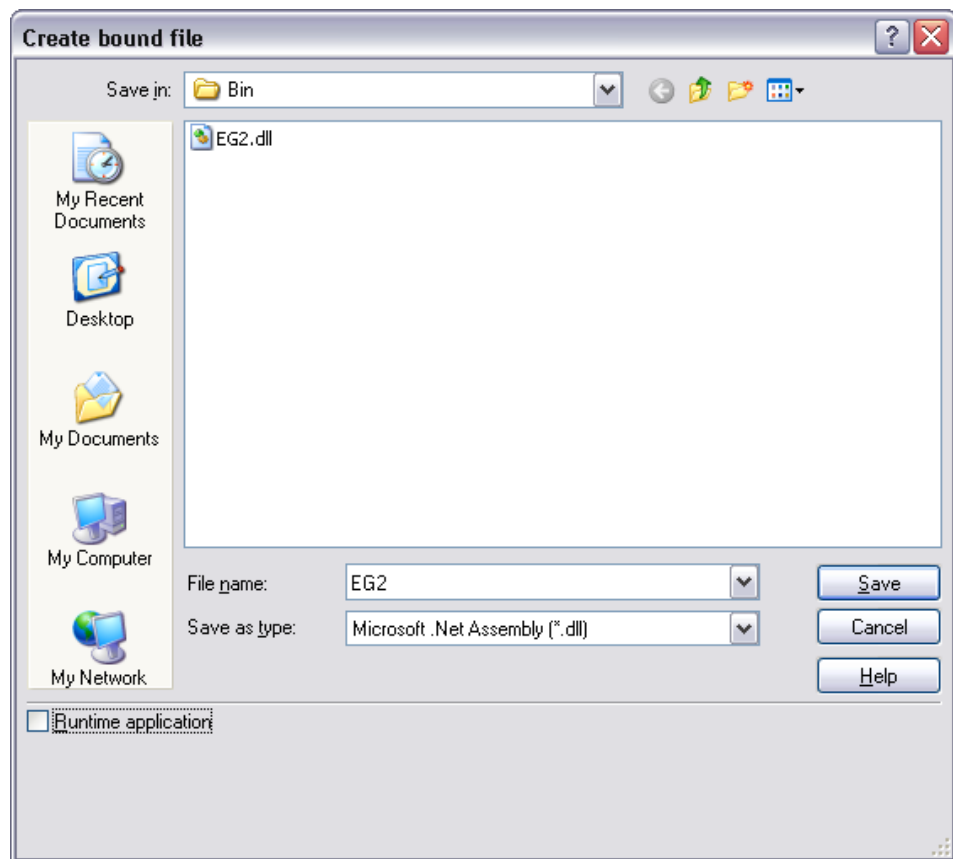 Create bound file
Save in:
Bin
EG2.dll
My Recent
Documents
Desktop
My Documents
My Computer
My Network
File name:
EG2
Save
Save as type:
Microsoft .Net Assembly (*.dll)
Cancel
Help
Runtime application